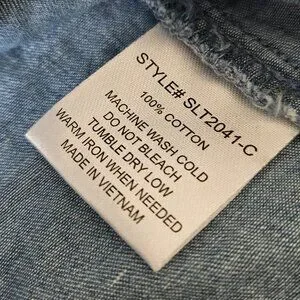 STYLE# SLT2041-C
100% COTTON
MACHINE WASH COLD
DO NOT BLEACH
TUMBLE DRY LOW
WARM IRON WHEN NEEDED
MADE IN VIETNAM